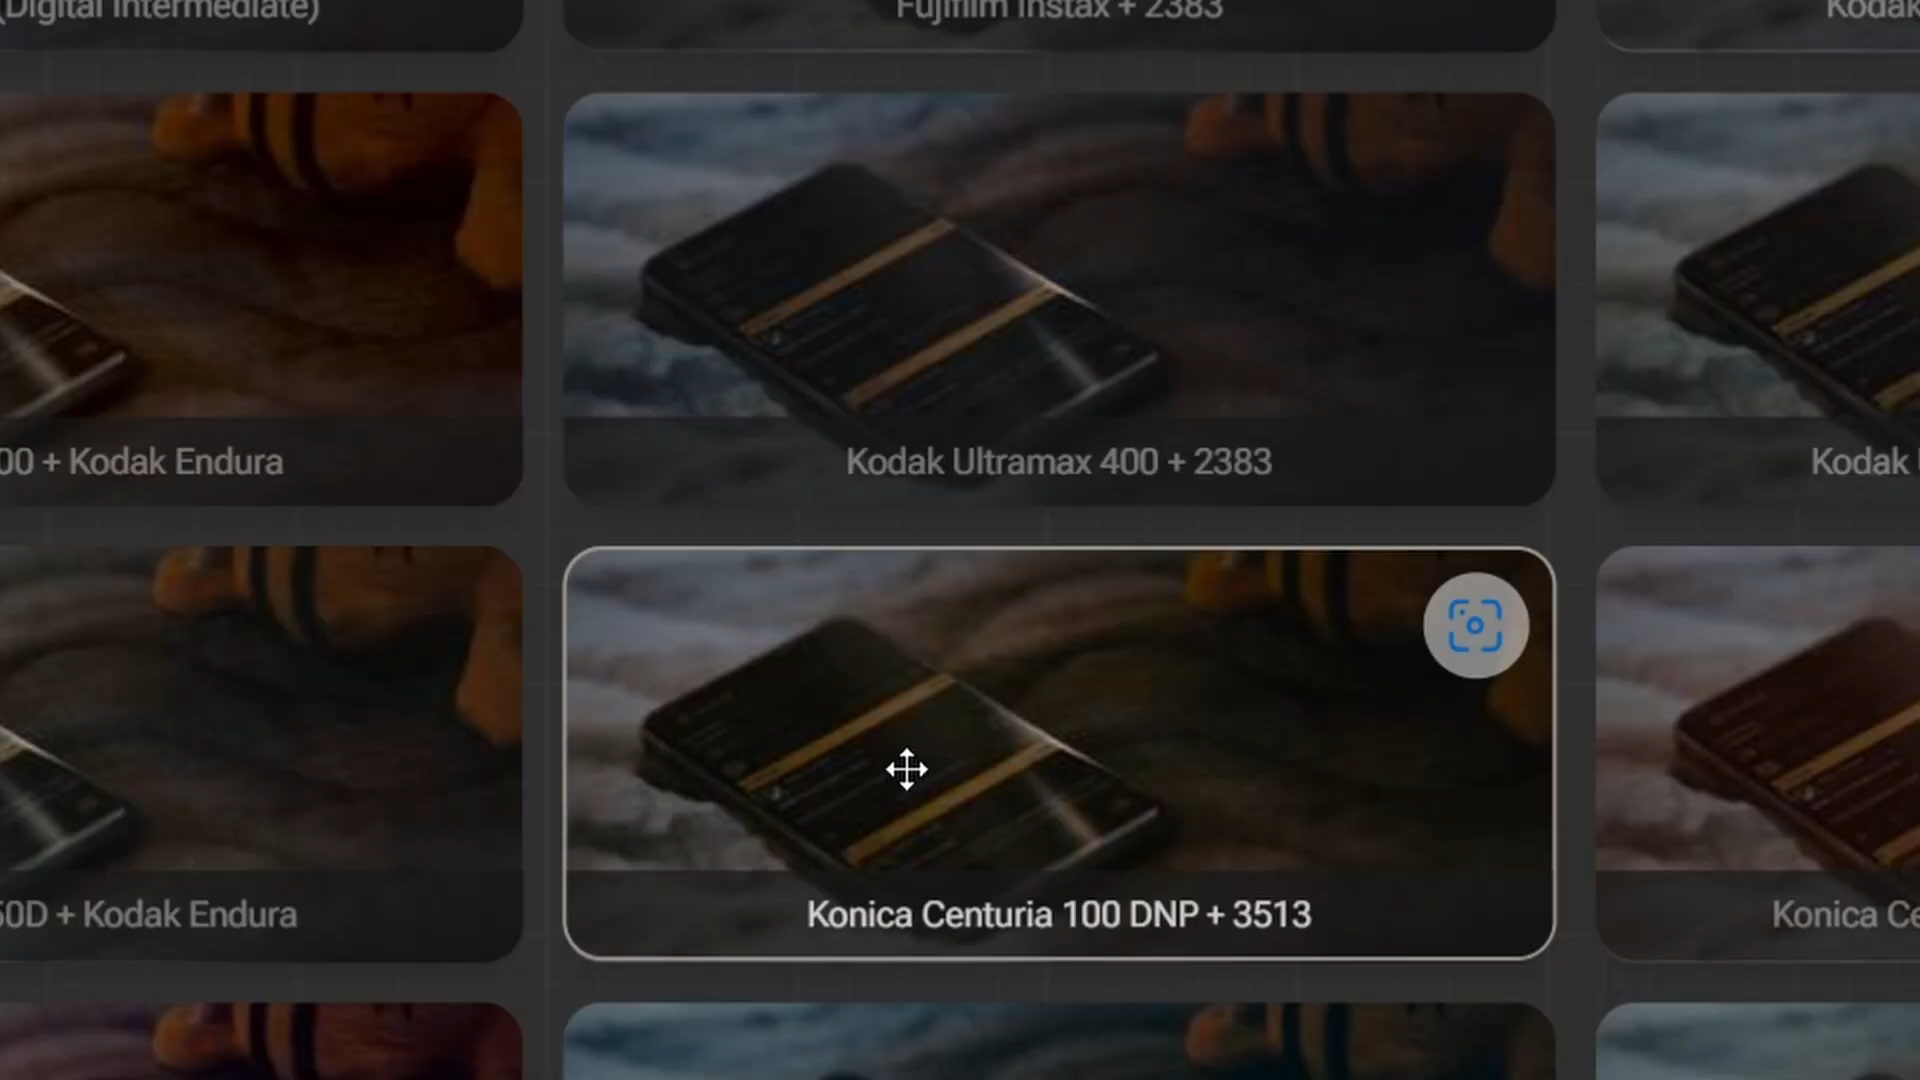 (Digital Intermediate)
Fujifilm Instax + 2383
Kodak
00 + Kodak Endura
Kodak Ultramax 400 + 2383
Kodak
50D + Kodak Endura
Konica Centuria 100 DNP + 3513
Konica Ce